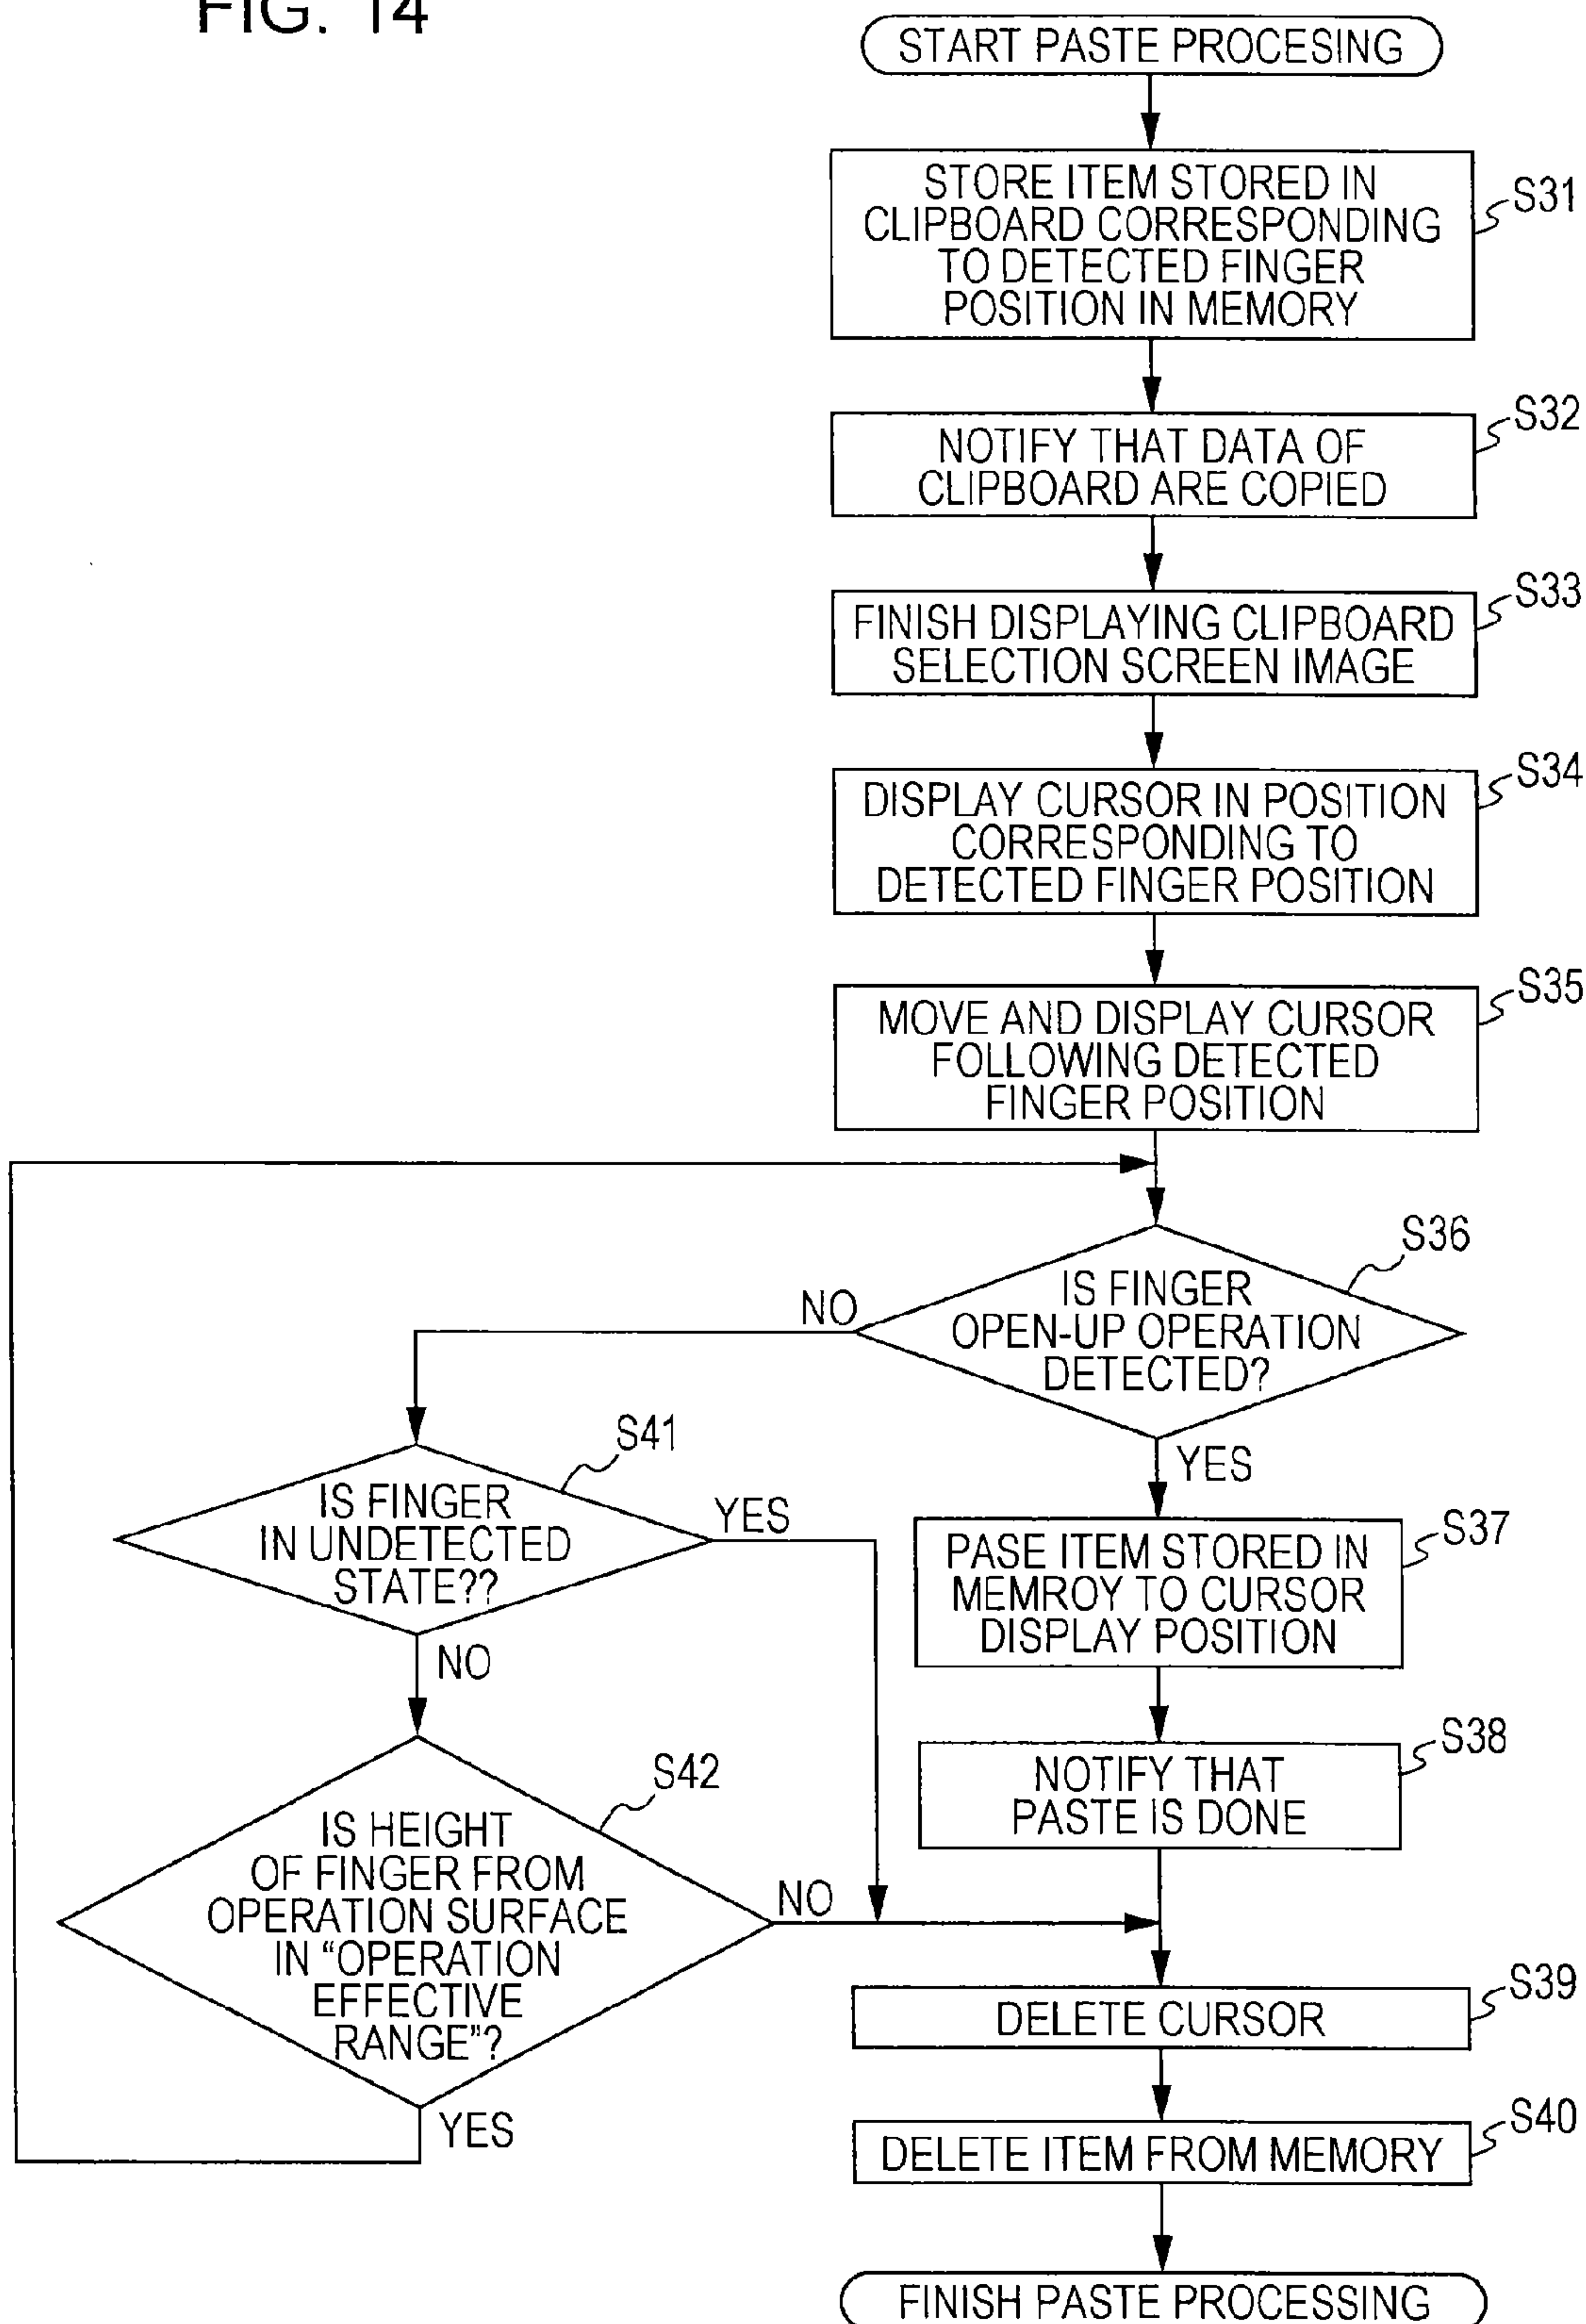 FIG. 14
START PASTE PROCESING
STORE ITEM STORED IN
CLIPBOARD CORRESPONDING
TO DETECTED FINGER
POSITION IN MEMORY
S31
NOTIFY THAT DATA OF
CLIPBOARD ARE COPIED
S32
FINISH DISPLAYING CLIPBOARD
SELECTION SCREEN IMAGE
S33
DISPLAY CURSOR IN POSITION
CORRESPONDING TO
DETECTED FINGER POSITION
S34
MOVE AND DISPLAY CURSOR
FOLLOWING DETECTED
FINGER POSITION
S35
IS FINGER
OPEN-UP OPERATION
DETECTED?
S36
NO
YES
IS FINGER
IN UNDETECTED
STATE??
S41
YES
NO
PASE ITEM STORED IN
MEMROY TO CURSOR
DISPLAY POSITION
S37
NOTIFY THAT
PASTE IS DONE
S38
IS HEIGHT
OF FINGER FROM
OPERATION SURFACE
IN “OPERATION
EFFECTIVE
RANGE”?
S42
NO
YES
DELETE CURSOR
S39
DELETE ITEM FROM MEMORY
S40
FINISH PASTE PROCESSING